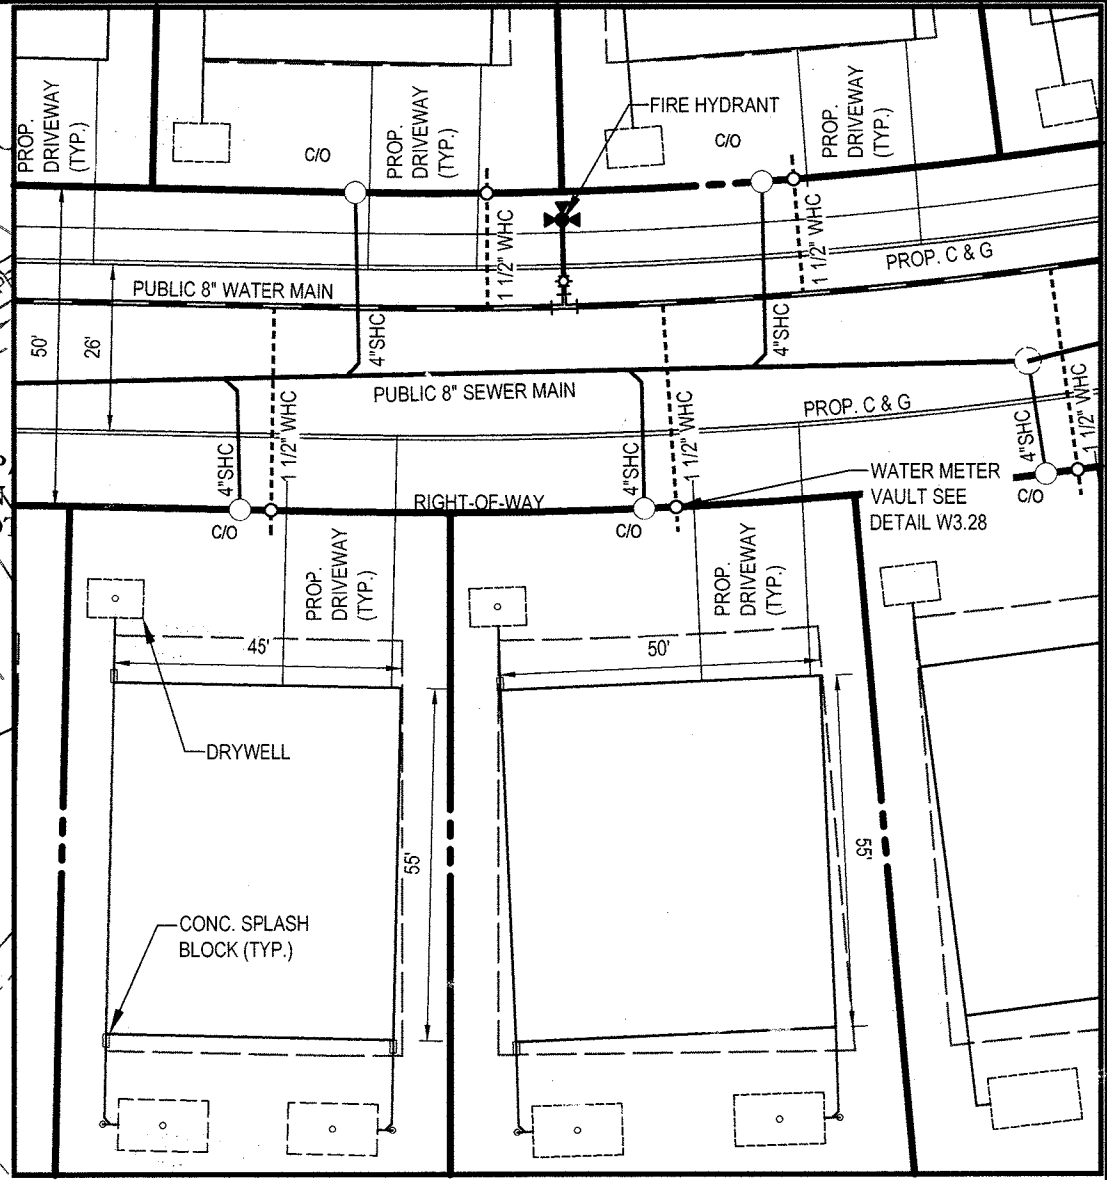 PROP.
DRIVEWAY
(TYP.)
C/O
PROP.
DRIVEWAY
(TYP.)
FIRE HYDRANT
C/O
PROP.
DRIVEWAY
(TYP.)
1 1/2" WHC
1 1/2" WHC
PROP. C & G
PUBLIC 8" WATER MAIN
50'
26'
4"SHC
4"SHC
PUBLIC 8" SEWER MAIN
PROP. C & G
1 1/2" WHC
4"SHC
1 1/2" WHC
4"SHC
1 1/2" WHC
4"SHC
RIGHT-OF-WAY
WATER METER
VAULT SEE
DETAIL W3.28
C/O
C/O
C/O
PROP.
DRIVEWAY
(TYP.)
PROP.
DRIVEWAY
(TYP.)
45'
50'
DRYWELL
55'
55'
CONC. SPLASH
BLOCK (TYP.)